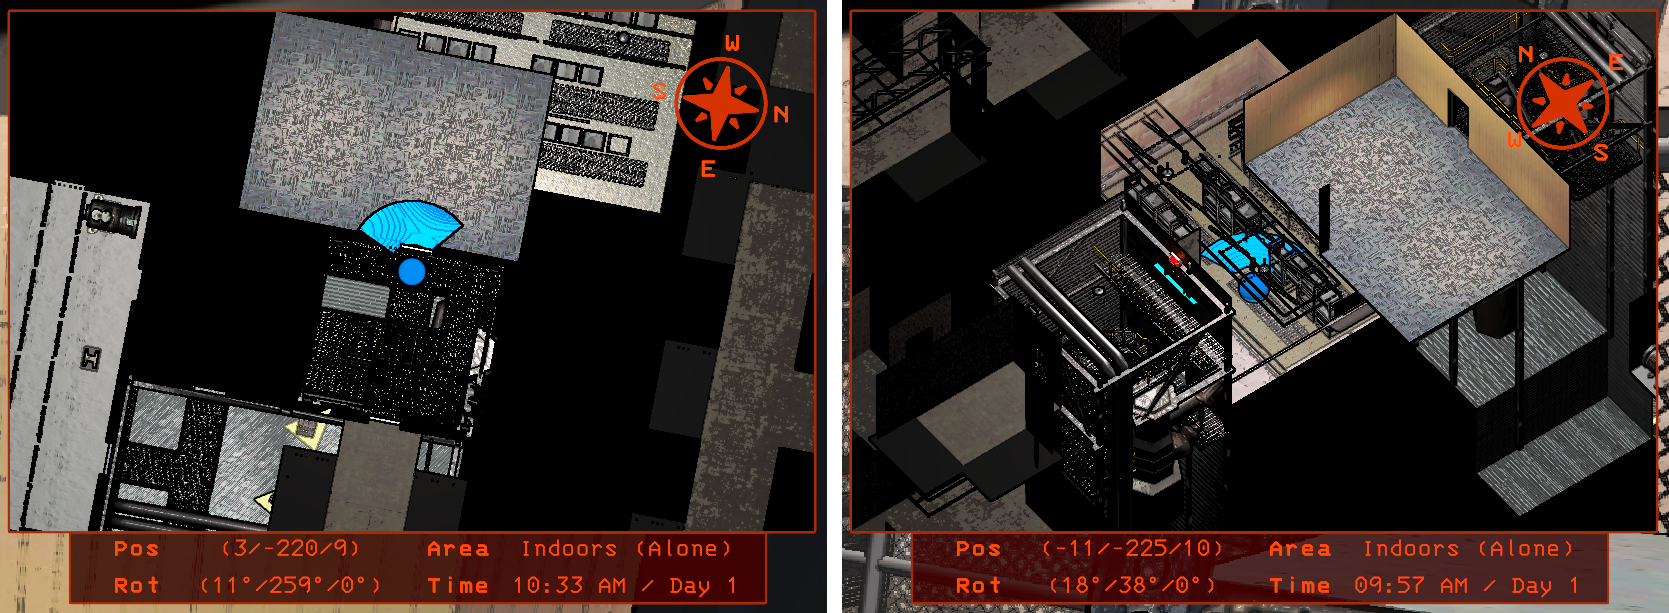 W
S
N
E
Pos (3/-220/9) Area Indoors (Alone)
Rot (11°/259°/0°) Time 10:33 AM / Day 1
N
E
W
S
Pos (-11/-225/10) Area Indoors (Alone)
Rot (18°/38°/0°) Time 09:57 AM / Day 1